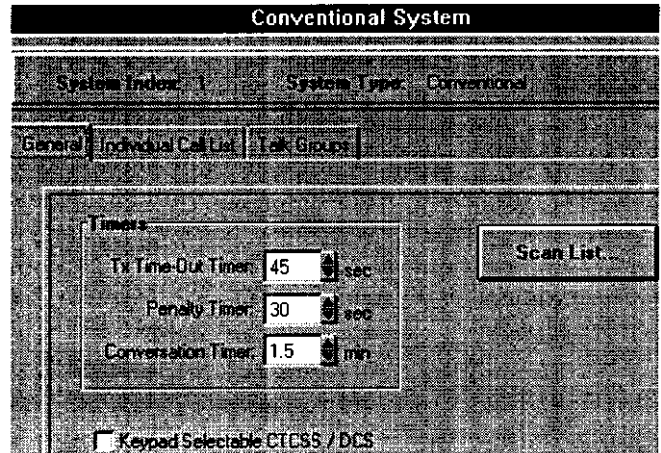 Conventional System
System Index: 1 System Type: Conventional
General Individual Call List Talk Groups
Timers
Tx Time-Out Timer: 45 sec
Penalty Timer: 30 sec
Conversation Timer: 1.5 min
Scan List...
Keypad Selectable CTCSS / DCS